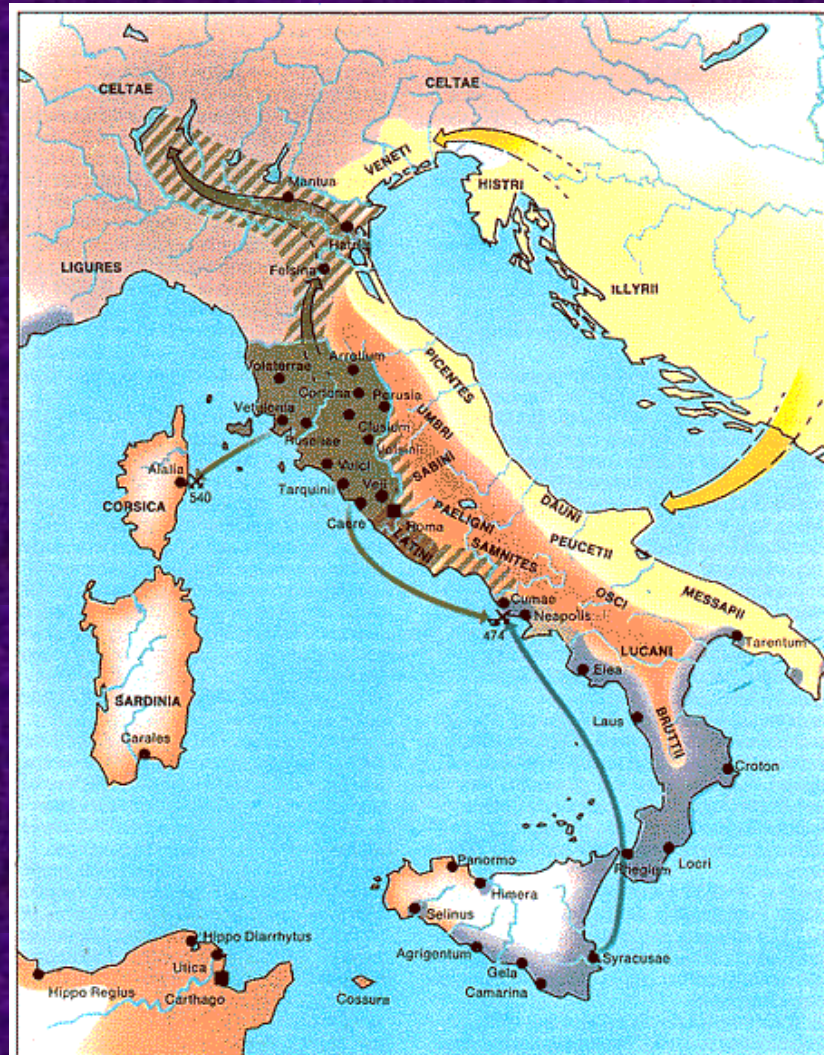 CELTAE
CELTAE
VENETI
Mantua
HISTRI
Hatria
Felsina
LIGURES
ILLYRII
Arretium
Volaterrae
PICENTES
Cortona
Perusia
Vetulonia
UMBRI
Clusium
Rusellae
Volsinii
SABINI
Alalia
Vulci
Veii
540
Tarquinii
CORSICA
PAELIGNI
DAUNI
Caere
Roma
LATINI
SAMNITES
PEUCETII
MESSAPII
OSCI
Cumae
Neapolis
474
Tarentum
LUCANI
Elea
SARDINIA
Laus
BRUTTII
Carales
Croton
Panormo
Rhegium
Locri
Himera
Selinus
Hippo Diarrhytus
Agrigentum
Syracusae
Utica
Gela
Hippo Regius
Carthago
Cossura
Camarina